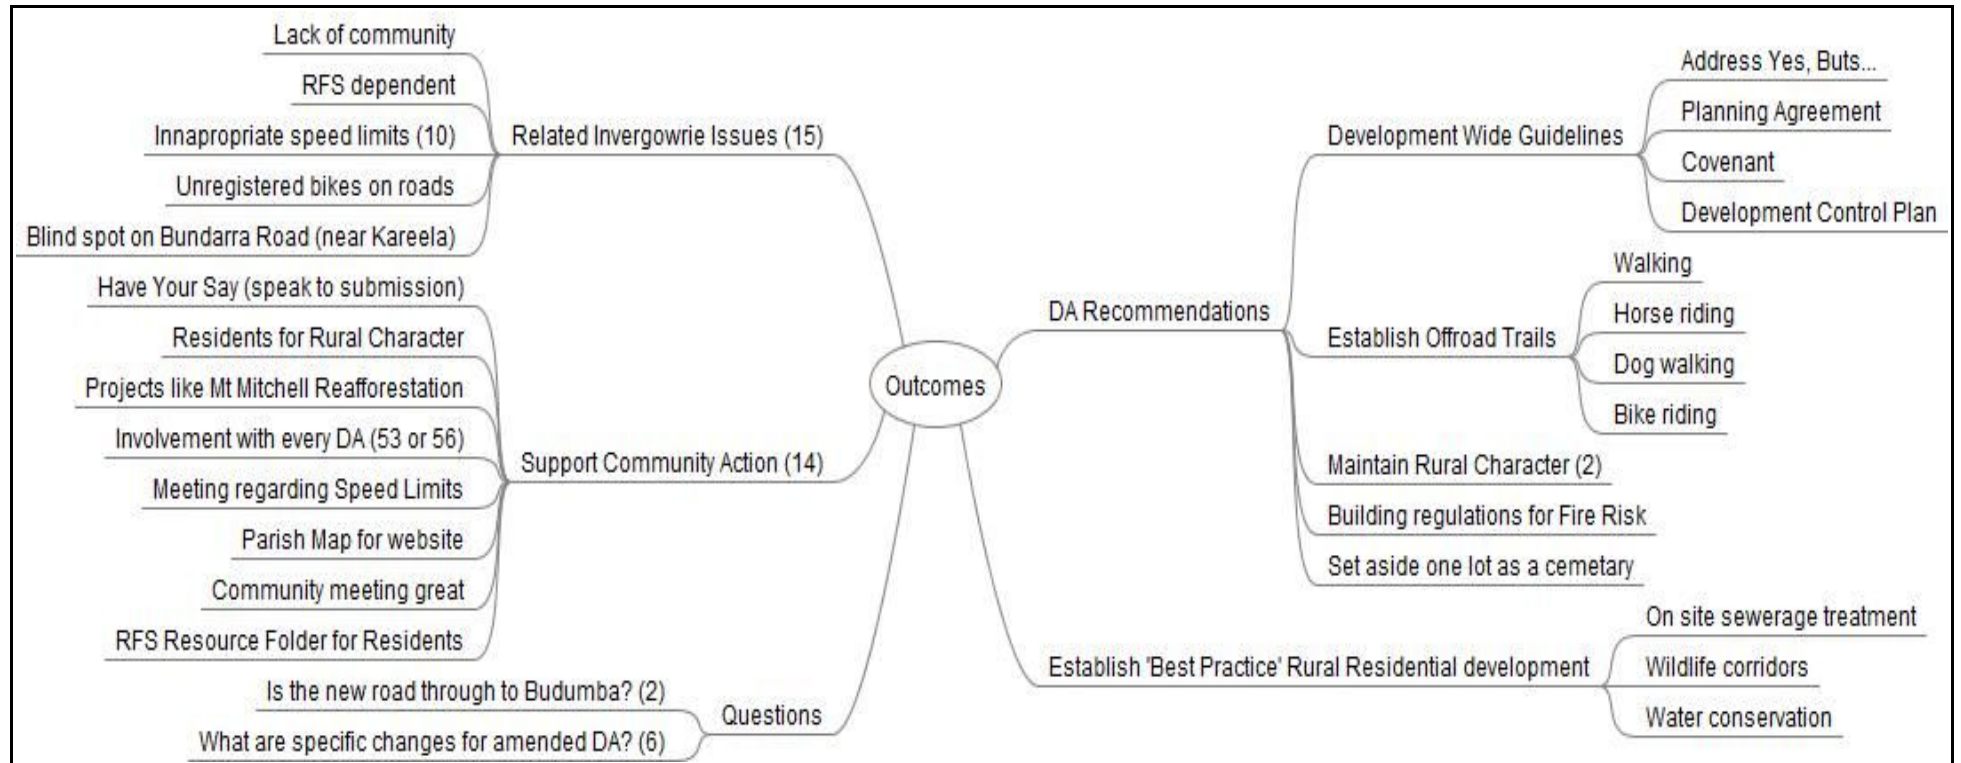 Lack of community
RFS dependent
Innapropriate speed limits (10)
Unregistered bikes on roads
Blind spot on Bundarra Road (near Kareela)
Related Invergowrie Issues (15)
Have Your Say (speak to submission)
Residents for Rural Character
Projects like Mt Mitchell Reafforestation
Involvement with every DA (53 or 56)
Meeting regarding Speed Limits
Parish Map for website
Community meeting great
RFS Resource Folder for Residents
Support Community Action (14)
Is the new road through to Budumba? (2)
What are specific changes for amended DA? (6)
Questions
Outcomes
DA Recommendations
Development Wide Guidelines
Address Yes, Buts...
Planning Agreement
Covenant
Development Control Plan
Establish Offroad Trails
Walking
Horse riding
Dog walking
Bike riding
Maintain Rural Character (2)
Building regulations for Fire Risk
Set aside one lot as a cemetary
Establish 'Best Practice' Rural Residential development
On site sewerage treatment
Wildlife corridors
Water conservation